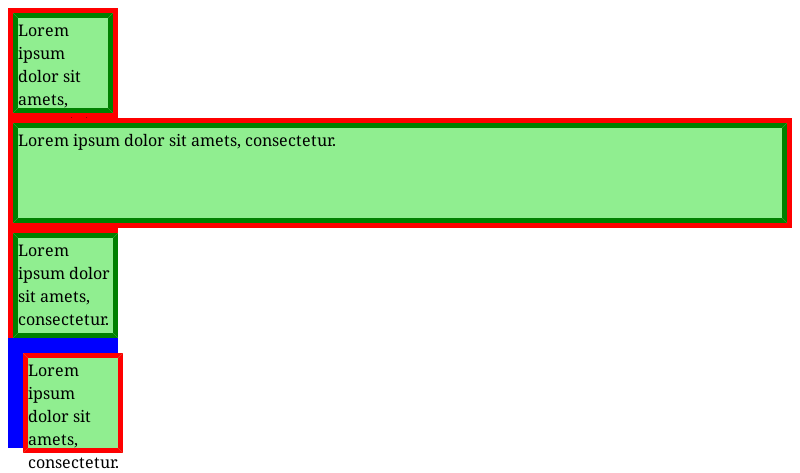 Lorem
ipsum
dolor sit
amets,
Lorem ipsum dolor sit amets, consectetur.
Lorem
ipsum dolor
sit amets,
consectetur.
Lorem
ipsum
dolor sit
amets,
consectetur.